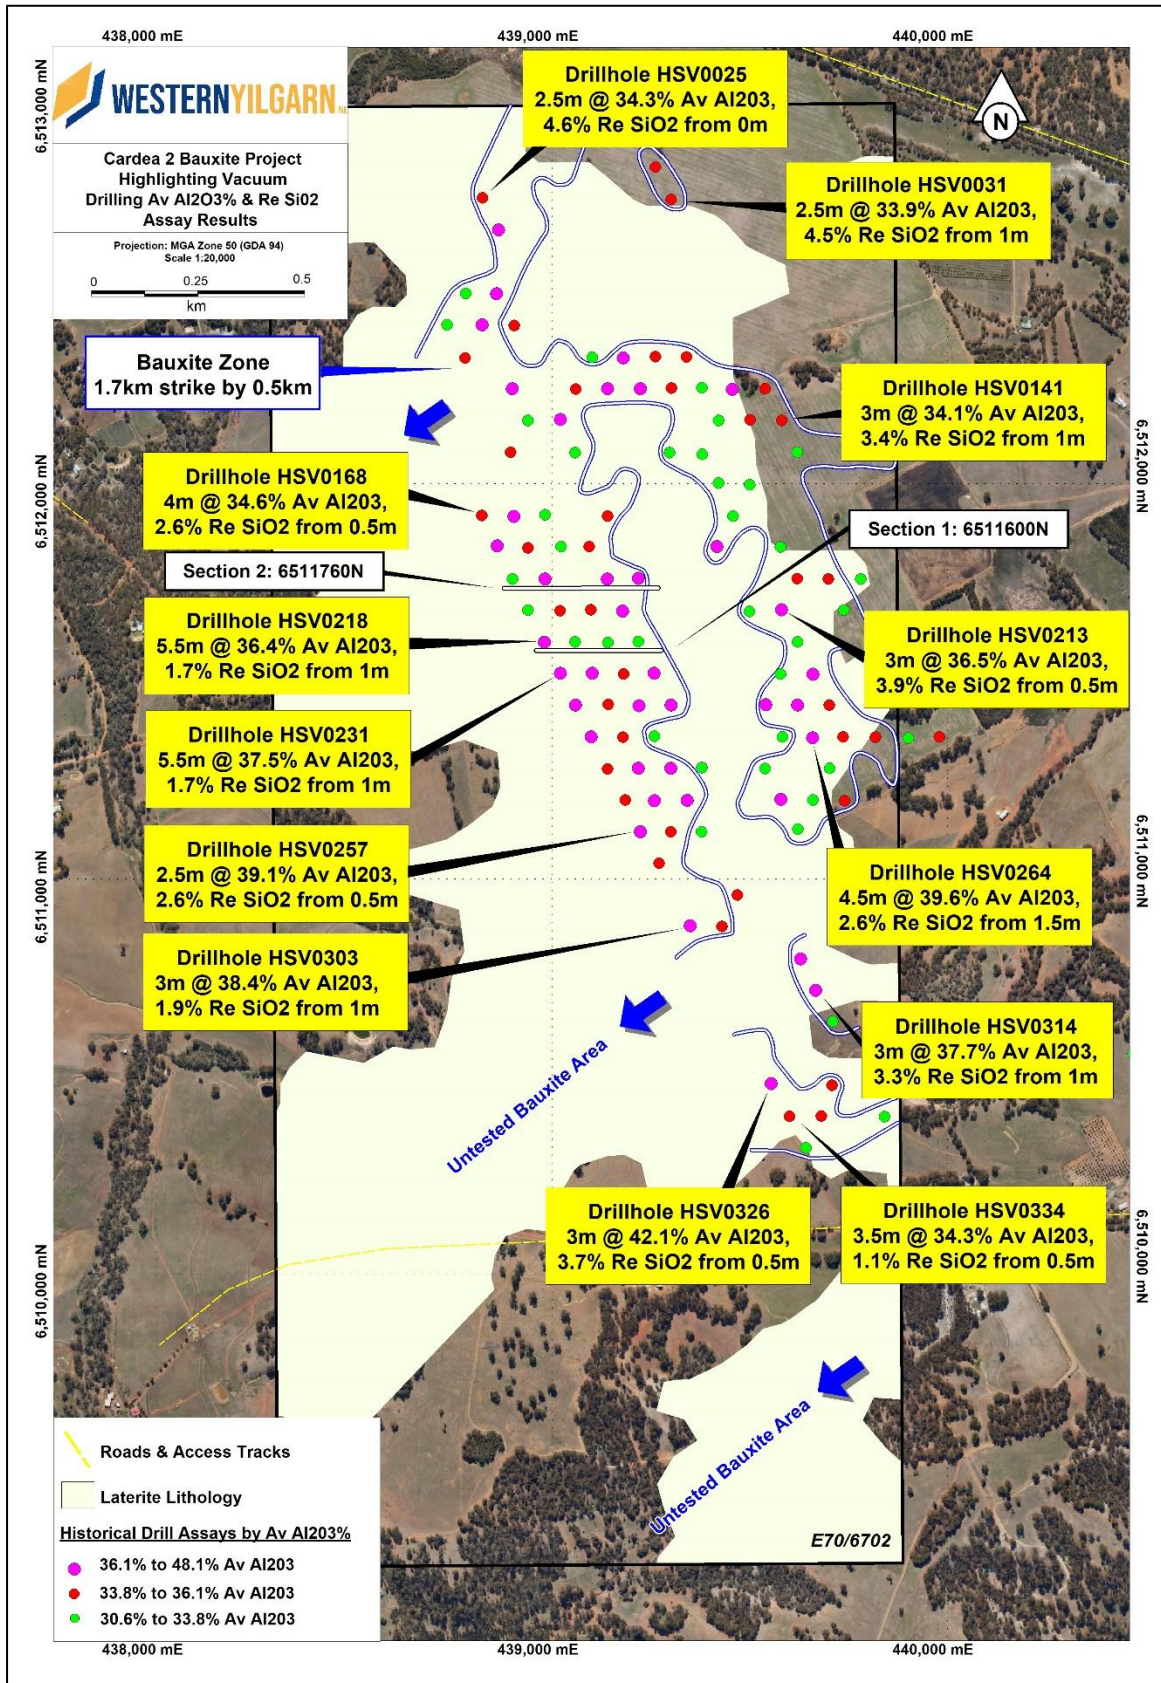 438,000 mE
439,000 mE
440,000 mE
6,513,000 mN
WESTERNYILGARN NL
Cardea 2 Bauxite Project
Highlighting Vacuum
Drilling Av Al2O3% & Re Si02
Assay Results
Projection: MGA Zone 50 (GDA 94)
Scale 1:20,000
0
0.25
0.5
km
Drillhole HSV0025
2.5m @ 34.3% Av Al203,
4.6% Re SiO2 from 0m
N
Drillhole HSV0031
2.5m @ 33.9% Av Al203,
4.5% Re SiO2 from 1m
Bauxite Zone
1.7km strike by 0.5km
Drillhole HSV0141
3m @ 34.1% Av Al203,
3.4% Re SiO2 from 1m
6,512,000 mN
6,512,000 mN
Drillhole HSV0168
4m @ 34.6% Av Al203,
2.6% Re SiO2 from 0.5m
Section 1: 6511600N
Section 2: 6511760N
Drillhole HSV0218
5.5m @ 36.4% Av Al203,
1.7% Re SiO2 from 1m
Drillhole HSV0213
3m @ 36.5% Av Al203,
3.9% Re SiO2 from 0.5m
Drillhole HSV0231
5.5m @ 37.5% Av Al203,
1.7% Re SiO2 from 1m
Drillhole HSV0257
2.5m @ 39.1% Av Al203,
2.6% Re SiO2 from 0.5m
Drillhole HSV0264
4.5m @ 39.6% Av Al203,
2.6% Re SiO2 from 1.5m
6,511,000 mN
6,511,000 mN
Drillhole HSV0303
3m @ 38.4% Av Al203,
1.9% Re SiO2 from 1m
Drillhole HSV0314
3m @ 37.7% Av Al203,
3.3% Re SiO2 from 1m
Untested Bauxite Area
Drillhole HSV0326
3m @ 42.1% Av Al203,
3.7% Re SiO2 from 0.5m
Drillhole HSV0334
3.5m @ 34.3% Av Al203,
1.1% Re SiO2 from 0.5m
6,510,000 mN
6,510,000 mN
Untested Bauxite Area
E70/6702
Roads & Access Tracks
Laterite Lithology
Historical Drill Assays by Av Al203%
36.1% to 48.1% Av Al203
33.8% to 36.1% Av Al203
30.6% to 33.8% Av Al203
438,000 mE
439,000 mE
440,000 mE